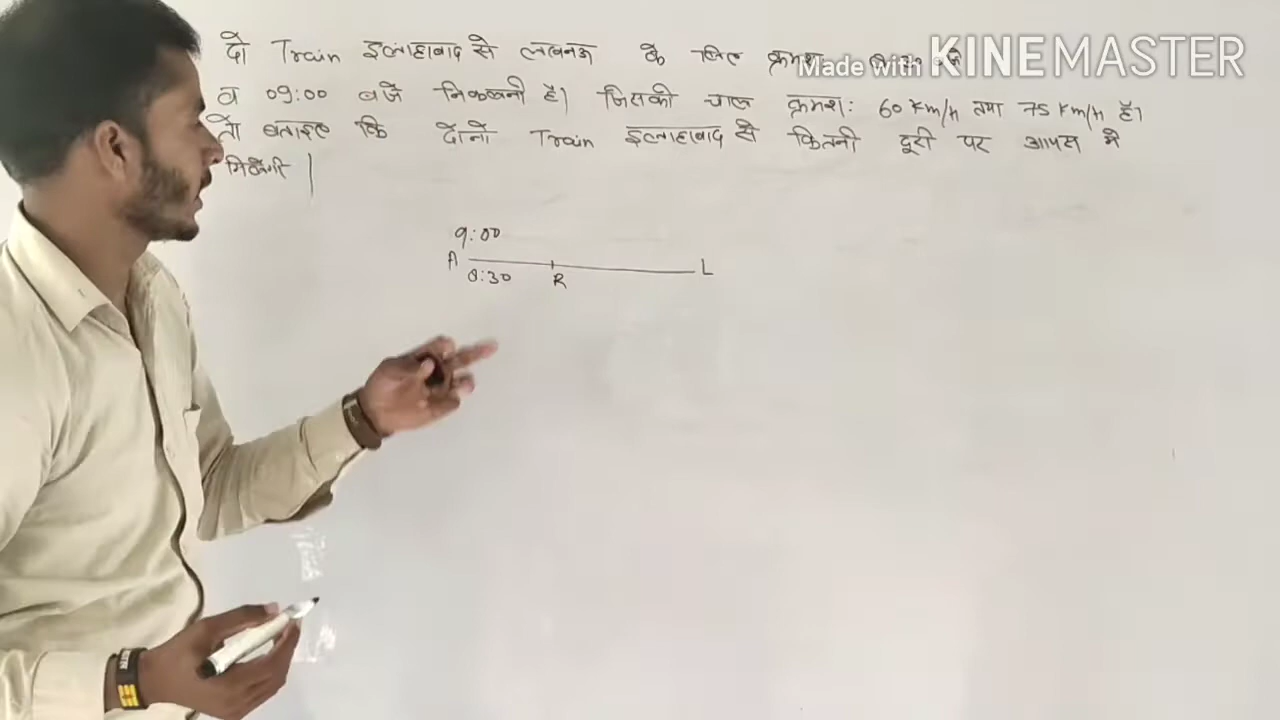 दो Train इलाहाबाद से लखनऊ के लिए क्रमश
Made with KINEMASTER
व 09:00 बजे निकलती है। जिसकी चाल क्रमश: 60 Km/h तथा 75 Km/h है।
तो बताइए कि दोनो Train इलाहाबाद से कितनी दूरी पर आपस मे
मिलेगी |
9:00
A L
8:30 R